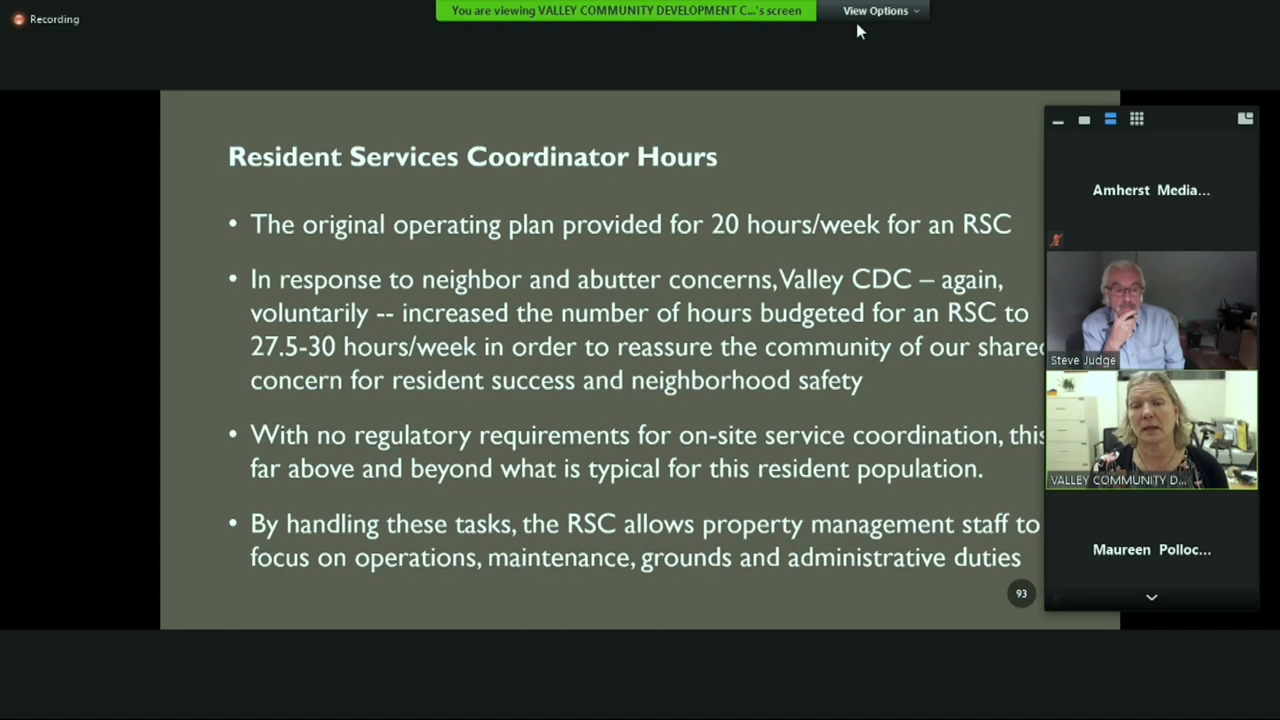 Recording
You are viewing VALLEY COMMUNITY DEVELOPMENT C...'s screen
View Options
Resident Services Coordinator Hours
• The original operating plan provided for 20 hours/week for an RSC
• In response to neighbor and abutter concerns, Valley CDC – again,
voluntarily -- increased the number of hours budgeted for an RSC to
27.5-30 hours/week in order to reassure the community of our shared
concern for resident success and neighborhood safety
• With no regulatory requirements for on-site service coordination, this
far above and beyond what is typical for this resident population.
• By handling these tasks, the RSC allows property management staff to
focus on operations, maintenance, grounds and administrative duties
93
Amherst Media...
Steve Judge
VALLEY COMMUNITY D...
Maureen Polloc...